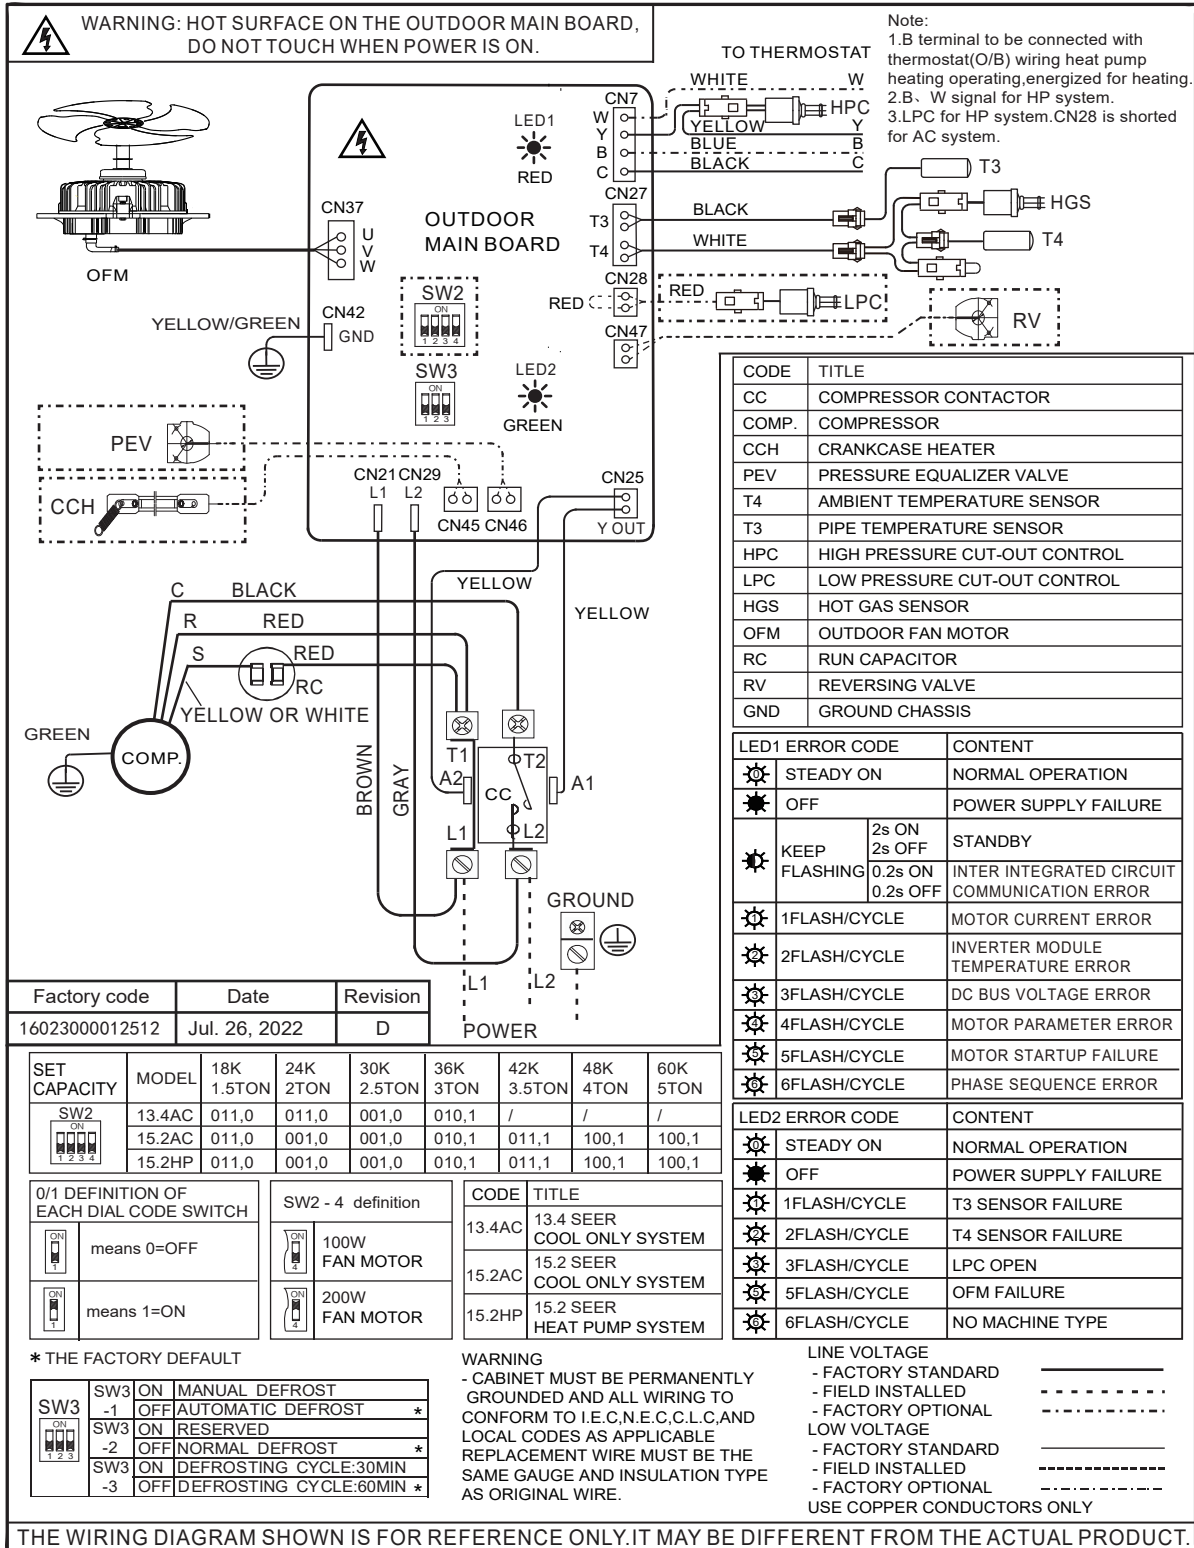 WARNING: HOT SURFACE ON THE OUTDOOR MAIN BOARD,
DO NOT TOUCH WHEN POWER IS ON.
Note:
1.B terminal to be connected with
thermostat(O/B) wiring heat pump
heating operating,energized for heating.
2.B、W signal for HP system.
3.LPC for HP system.CN28 is shorted
for AC system.
TO THERMOSTAT
WHITE W
HPC
YELLOW Y
BLUE B
BLACK C
CN7
W
Y
B
C
LED1
RED
CN27
T3
T4
BLACK
WHITE
T3
HGS
T4
CN37
U
V
W
OUTDOOR
MAIN BOARD
OFM
CN28
RED
RED
LPC
SW2
ON
1 2 3 4
CN42
GND
YELLOW/GREEN
CN47
RV
SW3
ON
1 2 3
LED2
GREEN
PEV
CCH
CN21 CN29
L1 L2
CN45 CN46
CN25
Y OUT
YELLOW
YELLOW
C BLACK
R RED
S RED
RC
YELLOW OR WHITE
GREEN
COMP.
BROWN
GRAY
T1
T2
A2
A1
CC
L1
L2
GROUND
L1
L2
POWER
CODE TITLE
CC COMPRESSOR CONTACTOR
COMP. COMPRESSOR
CCH CRANKCASE HEATER
PEV PRESSURE EQUALIZER VALVE
T4 AMBIENT TEMPERATURE SENSOR
T3 PIPE TEMPERATURE SENSOR
HPC HIGH PRESSURE CUT-OUT CONTROL
LPC LOW PRESSURE CUT-OUT CONTROL
HGS HOT GAS SENSOR
OFM OUTDOOR FAN MOTOR
RC RUN CAPACITOR
RV REVERSING VALVE
GND GROUND CHASSIS
LED1 ERROR CODE CONTENT
0 STEADY ON NORMAL OPERATION
OFF POWER SUPPLY FAILURE
KEEP FLASHING 2s ON 2s OFF STANDBY
0.2s ON 0.2s OFF INTER INTEGRATED CIRCUIT COMMUNICATION ERROR
1 1FLASH/CYCLE MOTOR CURRENT ERROR
2 2FLASH/CYCLE INVERTER MODULE TEMPERATURE ERROR
3 3FLASH/CYCLE DC BUS VOLTAGE ERROR
4 4FLASH/CYCLE MOTOR PARAMETER ERROR
5 5FLASH/CYCLE MOTOR STARTUP FAILURE
6 6FLASH/CYCLE PHASE SEQUENCE ERROR
LED2 ERROR CODE CONTENT
0 STEADY ON NORMAL OPERATION
OFF POWER SUPPLY FAILURE
1 1FLASH/CYCLE T3 SENSOR FAILURE
2 2FLASH/CYCLE T4 SENSOR FAILURE
3 3FLASH/CYCLE LPC OPEN
5 5FLASH/CYCLE OFM FAILURE
6 6FLASH/CYCLE NO MACHINE TYPE
Factory code Date Revision
16023000012512 Jul. 26, 2022 D
SET CAPACITY MODEL 18K 1.5TON 24K 2TON 30K 2.5TON 36K 3TON 42K 3.5TON 48K 4TON 60K 5TON
SW2
ON
1 2 3 4
13.4AC 011,0 011,0 001,0 010,1 / / /
15.2AC 011,0 001,0 001,0 010,1 011,1 100,1 100,1
15.2HP 011,0 001,0 001,0 010,1 011,1 100,1 100,1
0/1 DEFINITION OF
EACH DIAL CODE SWITCH
ON 1 means 0=OFF
ON 1 means 1=ON
SW2 - 4 definition
ON 4 100W FAN MOTOR
ON 4 200W FAN MOTOR
CODE TITLE
13.4AC 13.4 SEER COOL ONLY SYSTEM
15.2AC 15.2 SEER COOL ONLY SYSTEM
15.2HP 15.2 SEER HEAT PUMP SYSTEM
* THE FACTORY DEFAULT
SW3
ON
1 2 3
SW3 -1 ON MANUAL DEFROST
OFF AUTOMATIC DEFROST *
SW3 -2 ON RESERVED
OFF NORMAL DEFROST *
SW3 -3 ON DEFROSTING CYCLE:30MIN
OFF DEFROSTING CYCLE:60MIN *
WARNING
- CABINET MUST BE PERMANENTLY
GROUNDED AND ALL WIRING TO
CONFORM TO I.E.C,N.E.C,C.L.C,AND
LOCAL CODES AS APPLICABLE
REPLACEMENT WIRE MUST BE THE
SAME GAUGE AND INSULATION TYPE
AS ORIGINAL WIRE.
LINE VOLTAGE
- FACTORY STANDARD
- FIELD INSTALLED
- FACTORY OPTIONAL
LOW VOLTAGE
- FACTORY STANDARD
- FIELD INSTALLED
- FACTORY OPTIONAL
USE COPPER CONDUCTORS ONLY
THE WIRING DIAGRAM SHOWN IS FOR REFERENCE ONLY.IT MAY BE DIFFERENT FROM THE ACTUAL PRODUCT.